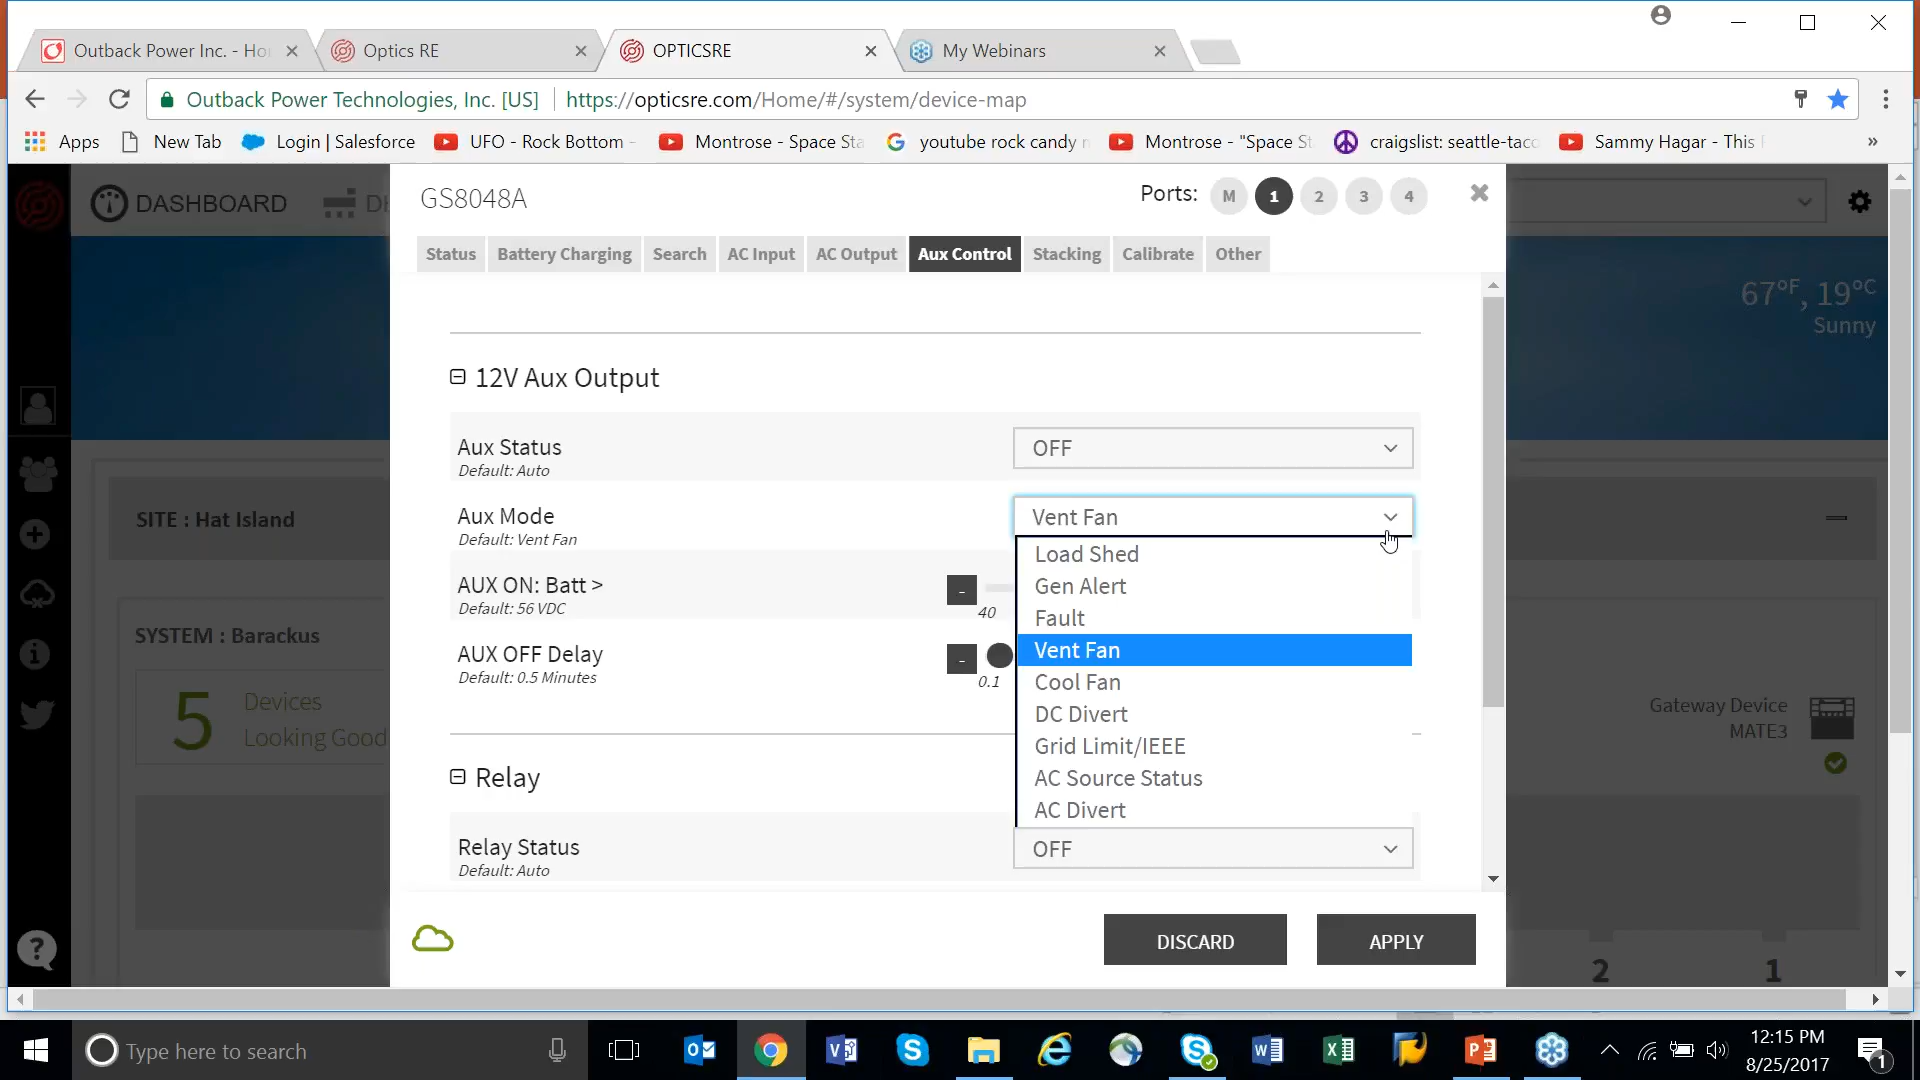 Outback Power Inc. - Ho
Optics RE
OPTICSRE
My Webinars
Outback Power Technologies, Inc. [US]
https://opticsre.com/Home/#/system/device-map
Apps
New Tab
Login | Salesforce
UFO - Rock Bottom -
Montrose - Space Sta
youtube rock candy
Montrose - "Space St
craigslist: seattle-taco
Sammy Hagar - This
»
DASHBOARD
GS8048A
Ports:
M
1
2
3
4
Status
Battery Charging
Search
AC Input
AC Output
Aux Control
Stacking
Calibrate
Other
67°F, 19°C
Sunny
12V Aux Output
Aux Status
Default: Auto
OFF
Aux Mode
Default: Vent Fan
Vent Fan
Load Shed
Gen Alert
Fault
Vent Fan
Cool Fan
DC Divert
Grid Limit/IEEE
AC Source Status
AC Divert
AUX ON: Batt >
Default: 56 VDC
-
40
AUX OFF Delay
Default: 0.5 Minutes
-
0.1
Relay
Relay Status
Default: Auto
OFF
DISCARD
APPLY
SITE : Hat Island
SYSTEM : Barackus
5
Devices
Looking Good
Gateway Device
MATE3
2
1
Type here to search
12:15 PM
8/25/2017
1